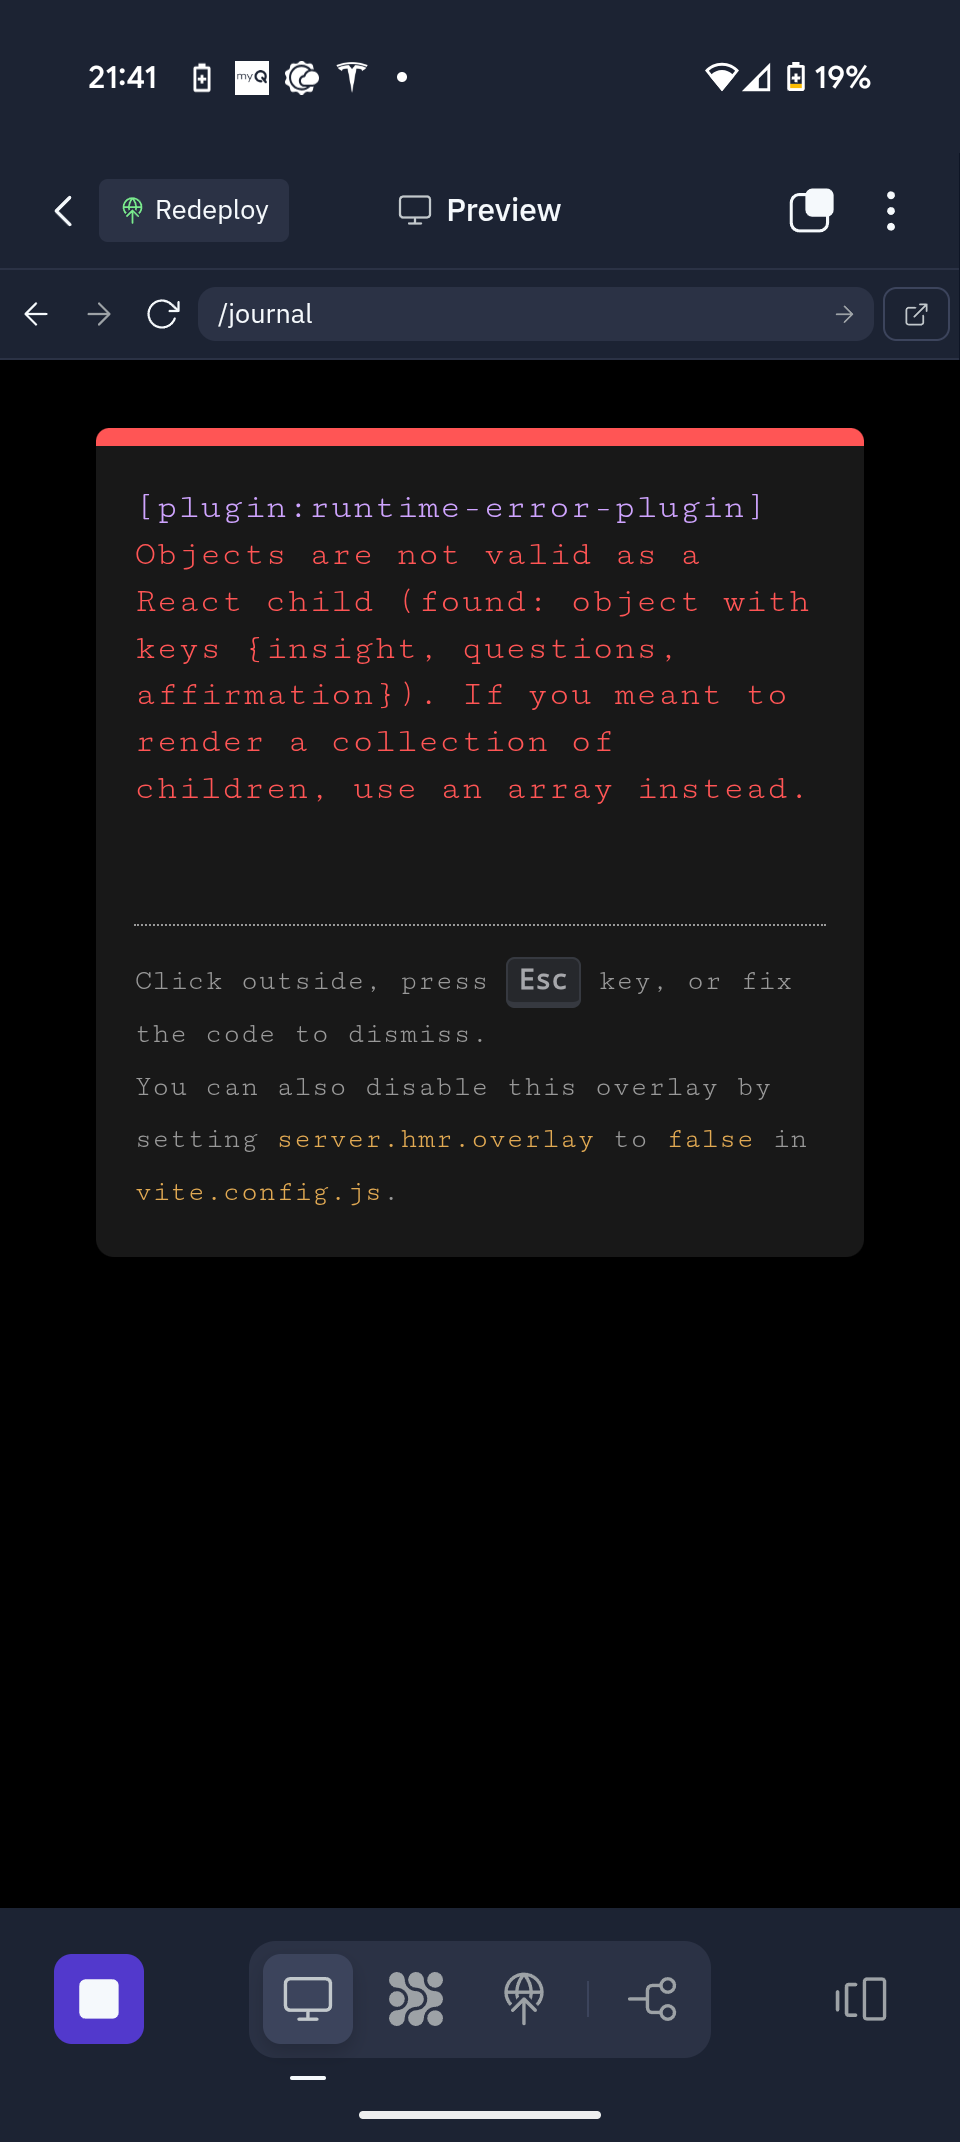 21:41 myQ 19%
Redeploy Preview
/journal
[plugin:runtime-error-plugin]
Objects are not valid as a
React child (found: object with
keys {insight, questions,
affirmation}). If you meant to
render a collection of
children, use an array instead.
Click outside, press Esc key, or fix
the code to dismiss.
You can also disable this overlay by
setting server.hmr.overlay to false in
vite.config.js.